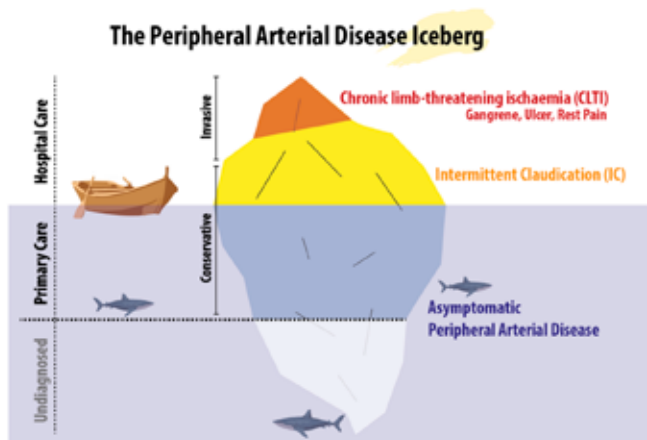 The Peripheral Arterial Disease Iceberg
Hospital Care
Primary Care
Undiagnosed
Invasive
Conservative
Chronic limb-threatening ischaemia (CLTI)
Gangrene, Ulcer, Rest Pain
Intermittent Claudication (IC)
Asymptomatic
Peripheral Arterial Disease